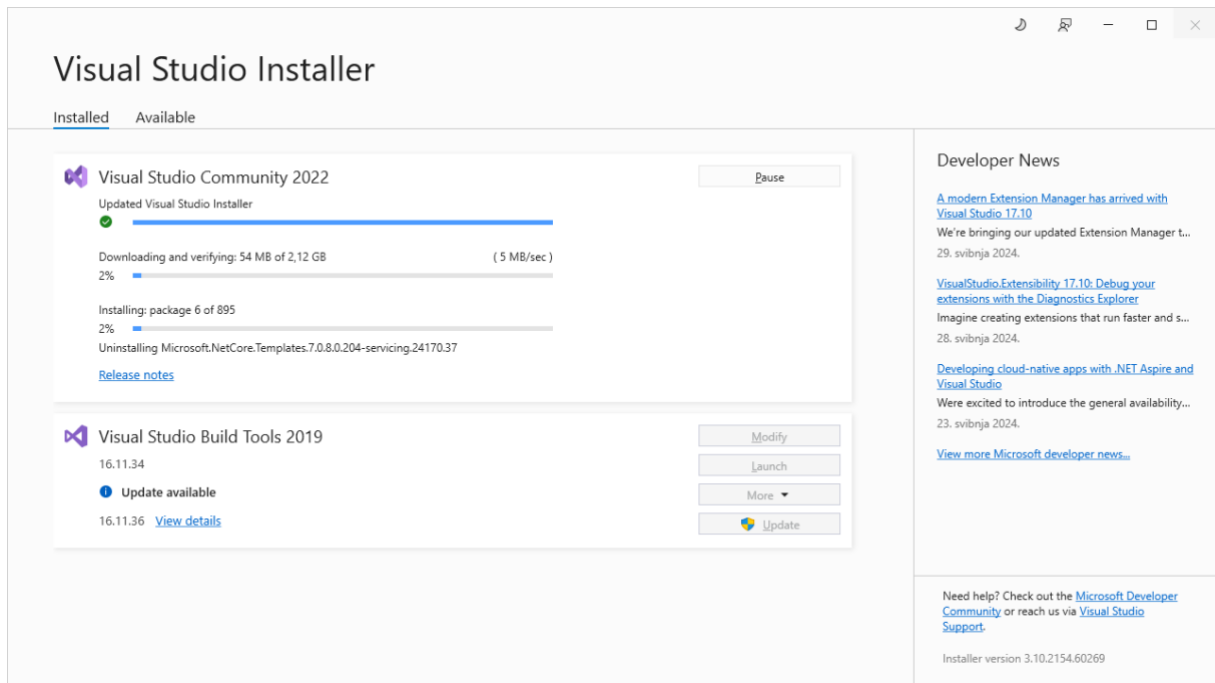 Visual Studio Installer
Installed
Available
Visual Studio Community 2022
Pause
Updated Visual Studio Installer
Downloading and verifying: 54 MB of 2,12 GB
( 5 MB/sec )
2%
Installing: package 6 of 895
2%
Uninstalling Microsoft.NetCore.Templates.7.0.8.0.204-servicing.24170.37
Release notes
Visual Studio Build Tools 2019
Modify
16.11.34
Launch
Update available
More
16.11.36 View details
Update
Developer News
A modern Extension Manager has arrived with
Visual Studio 17.10
We're bringing our updated Extension Manager t...
29. svibnja 2024.
VisualStudio.Extensibility 17.10: Debug your
extensions with the Diagnostics Explorer
Imagine creating extensions that run faster and s...
28. svibnja 2024.
Developing cloud-native apps with .NET Aspire and
Visual Studio
Were excited to introduce the general availability...
23. svibnja 2024.
View more Microsoft developer news...
Need help? Check out the Microsoft Developer
Community or reach us via Visual Studio
Support.
Installer version 3.10.2154.60269